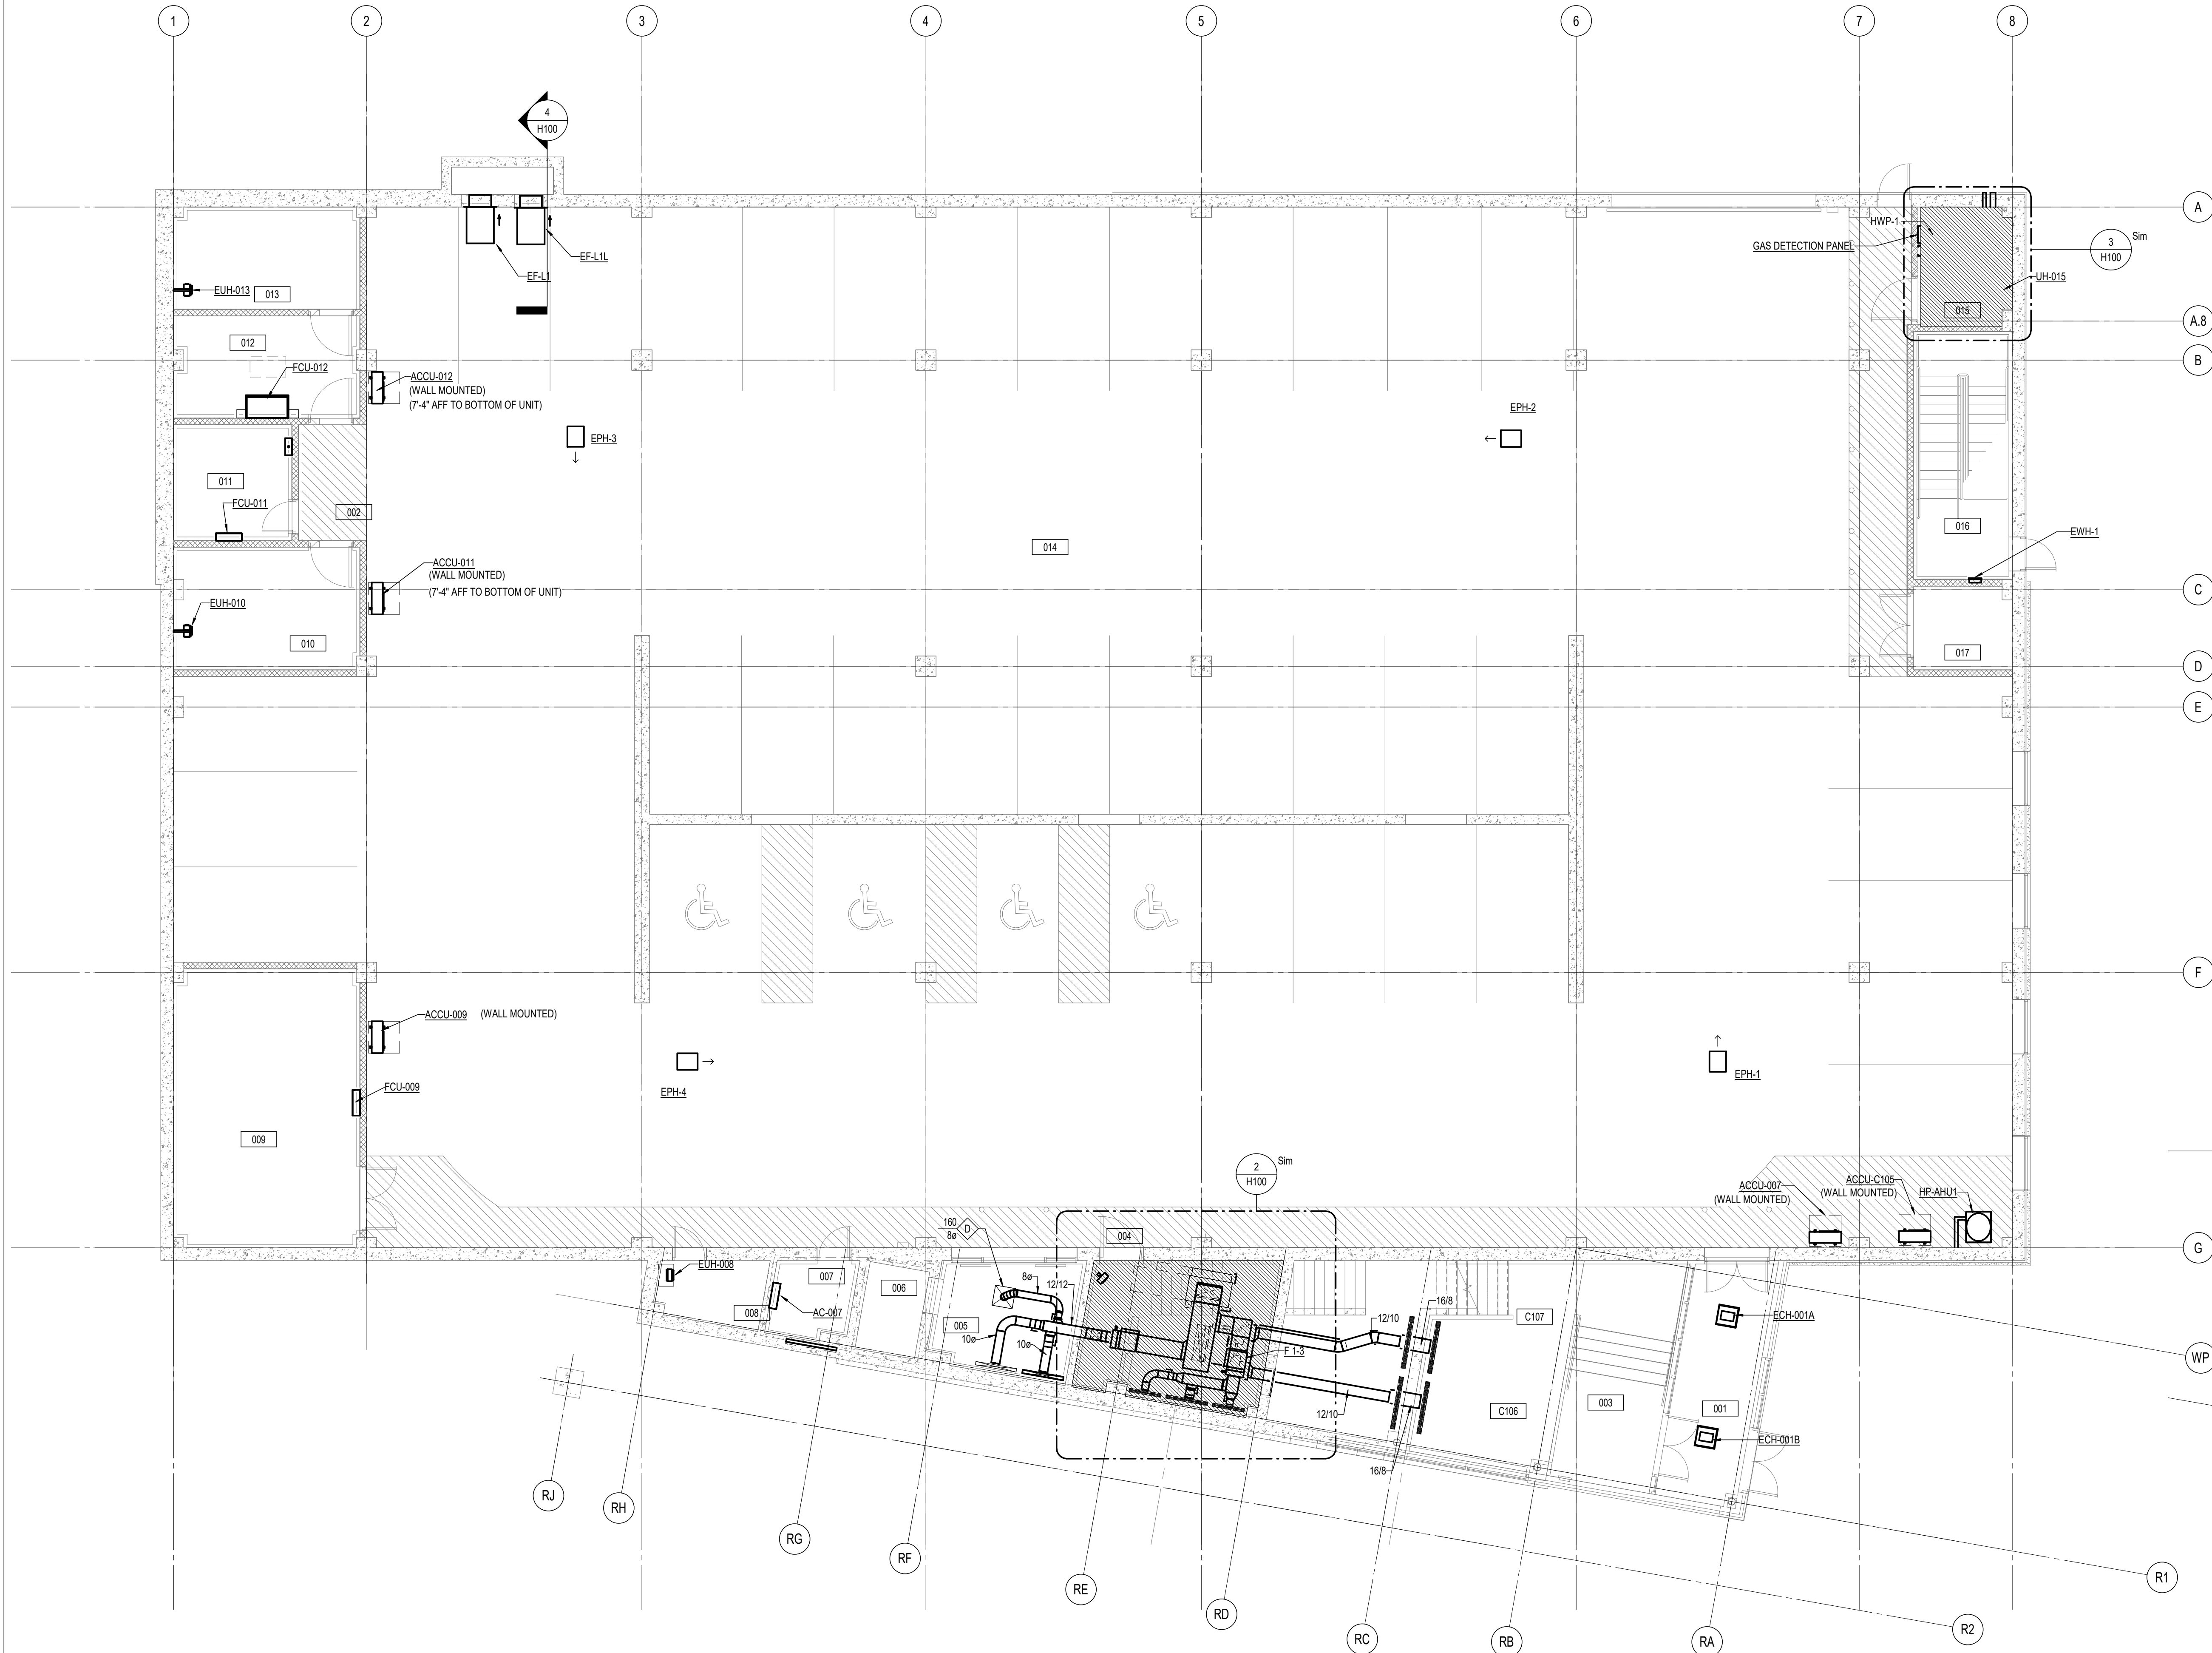 1
2
3
4
5
6
7
8
4
H100
A
HWP-1
GAS DETECTION PANEL
3
H100
Sim
EF-L1L
EF-L1
UH-015
EUH-013
013
015
A.8
012
B
FCU-012
ACCU-012
(WALL MOUNTED)
(7'-4" AFF TO BOTTOM OF UNIT)
EPH-2
EPH-3
011
FCU-011
002
016
EWH-1
014
ACCU-011
(WALL MOUNTED)
(7'-4" AFF TO BOTTOM OF UNIT)
C
EUH-010
010
017
D
E
F
ACCU-009 (WALL MOUNTED)
EPH-1
FCU-009
EPH-4
009
2
H100
Sim
ACCU-007
(WALL MOUNTED)
ACCU-C105
(WALL MOUNTED)
HP-AHU1
160
8ø
D
004
G
EUH-008
007
006
8ø
12/12
008
AC-007
005
10ø
10ø
16/8
C107
12/10
ECH-001A
F 1-3
WP
12/10
C106
003
001
16/8
ECH-001B
RJ
RH
RG
RF
RE
RD
RC
RB
RA
R2
R1